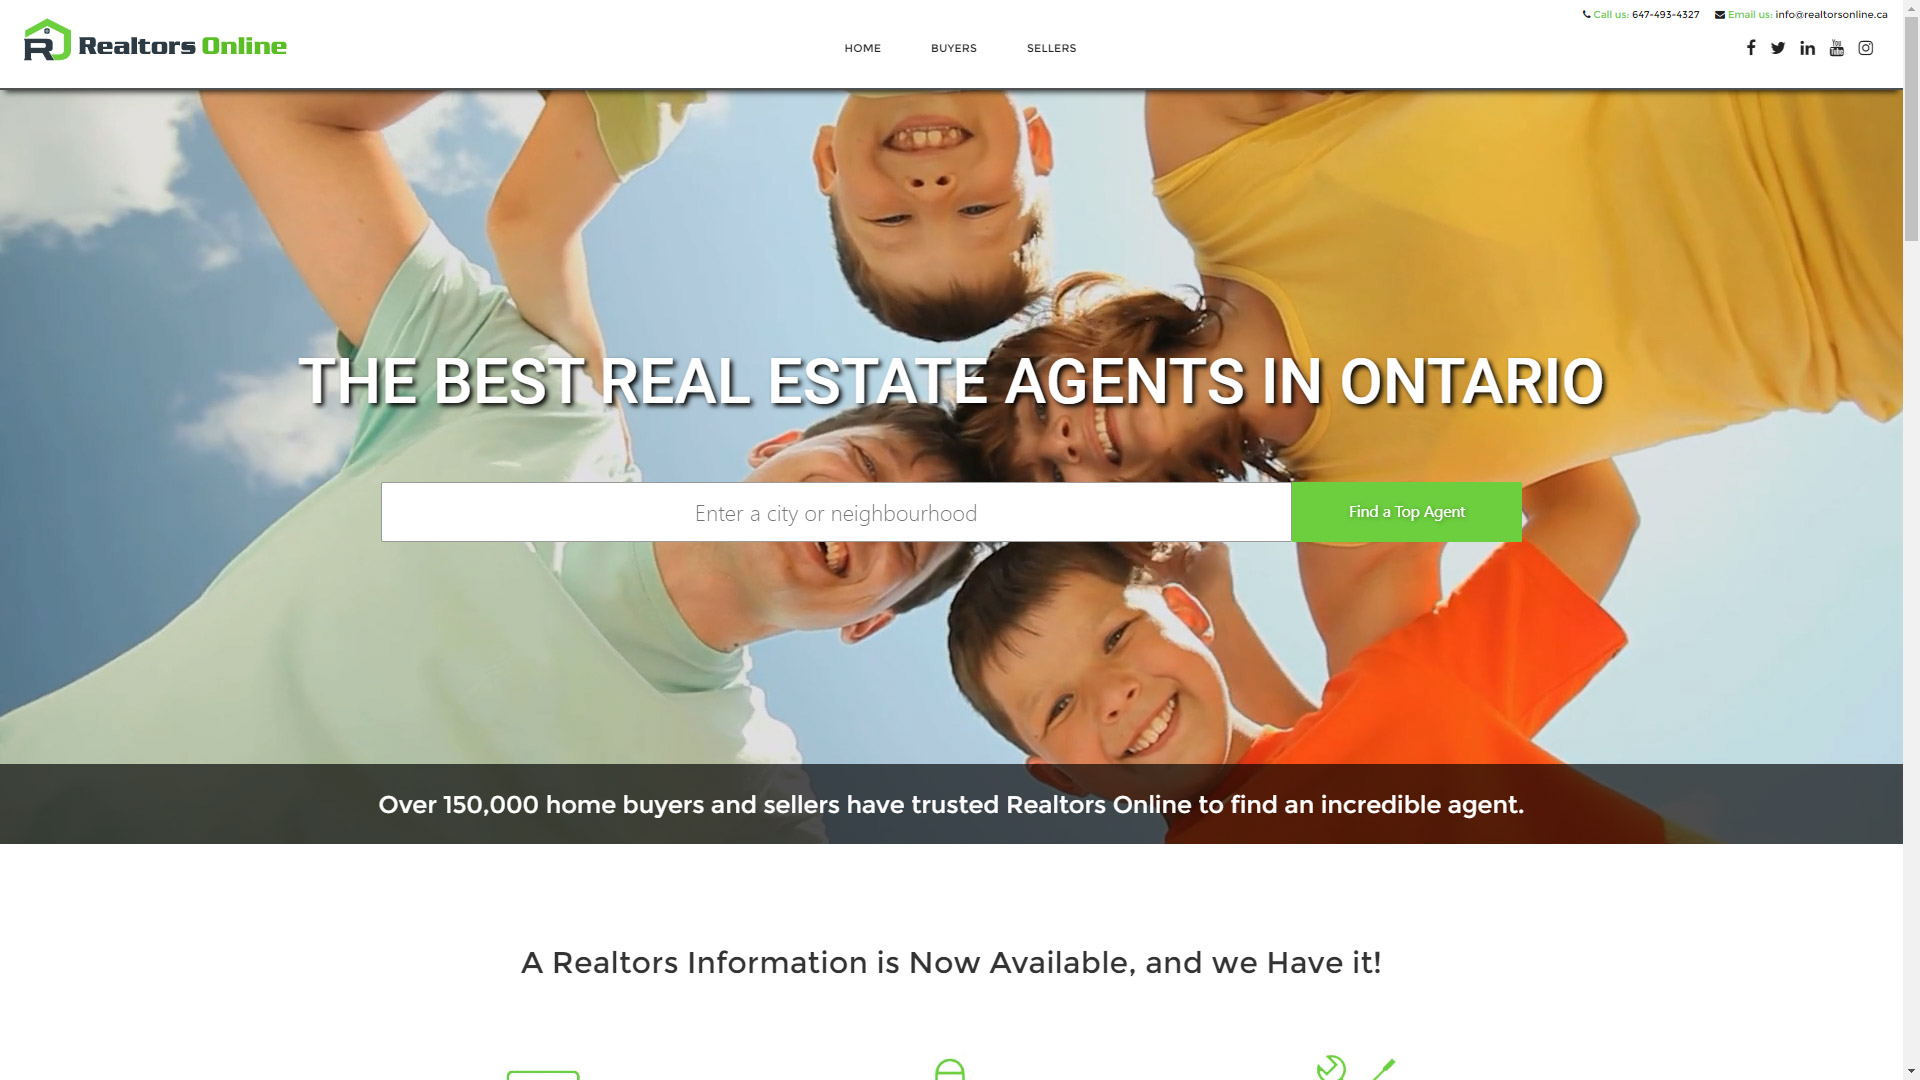 Call us: 647-493-4327 Email us: info@realtorsonline.ca
Realtors Online
HOME BUYERS SELLERS
You Tube
THE BEST REAL ESTATE AGENTS IN ONTARIO
Enter a city or neighbourhood
Find a Top Agent
Over 150,000 home buyers and sellers have trusted Realtors Online to find an incredible agent.
A Realtors Information is Now Available, and we Have it!